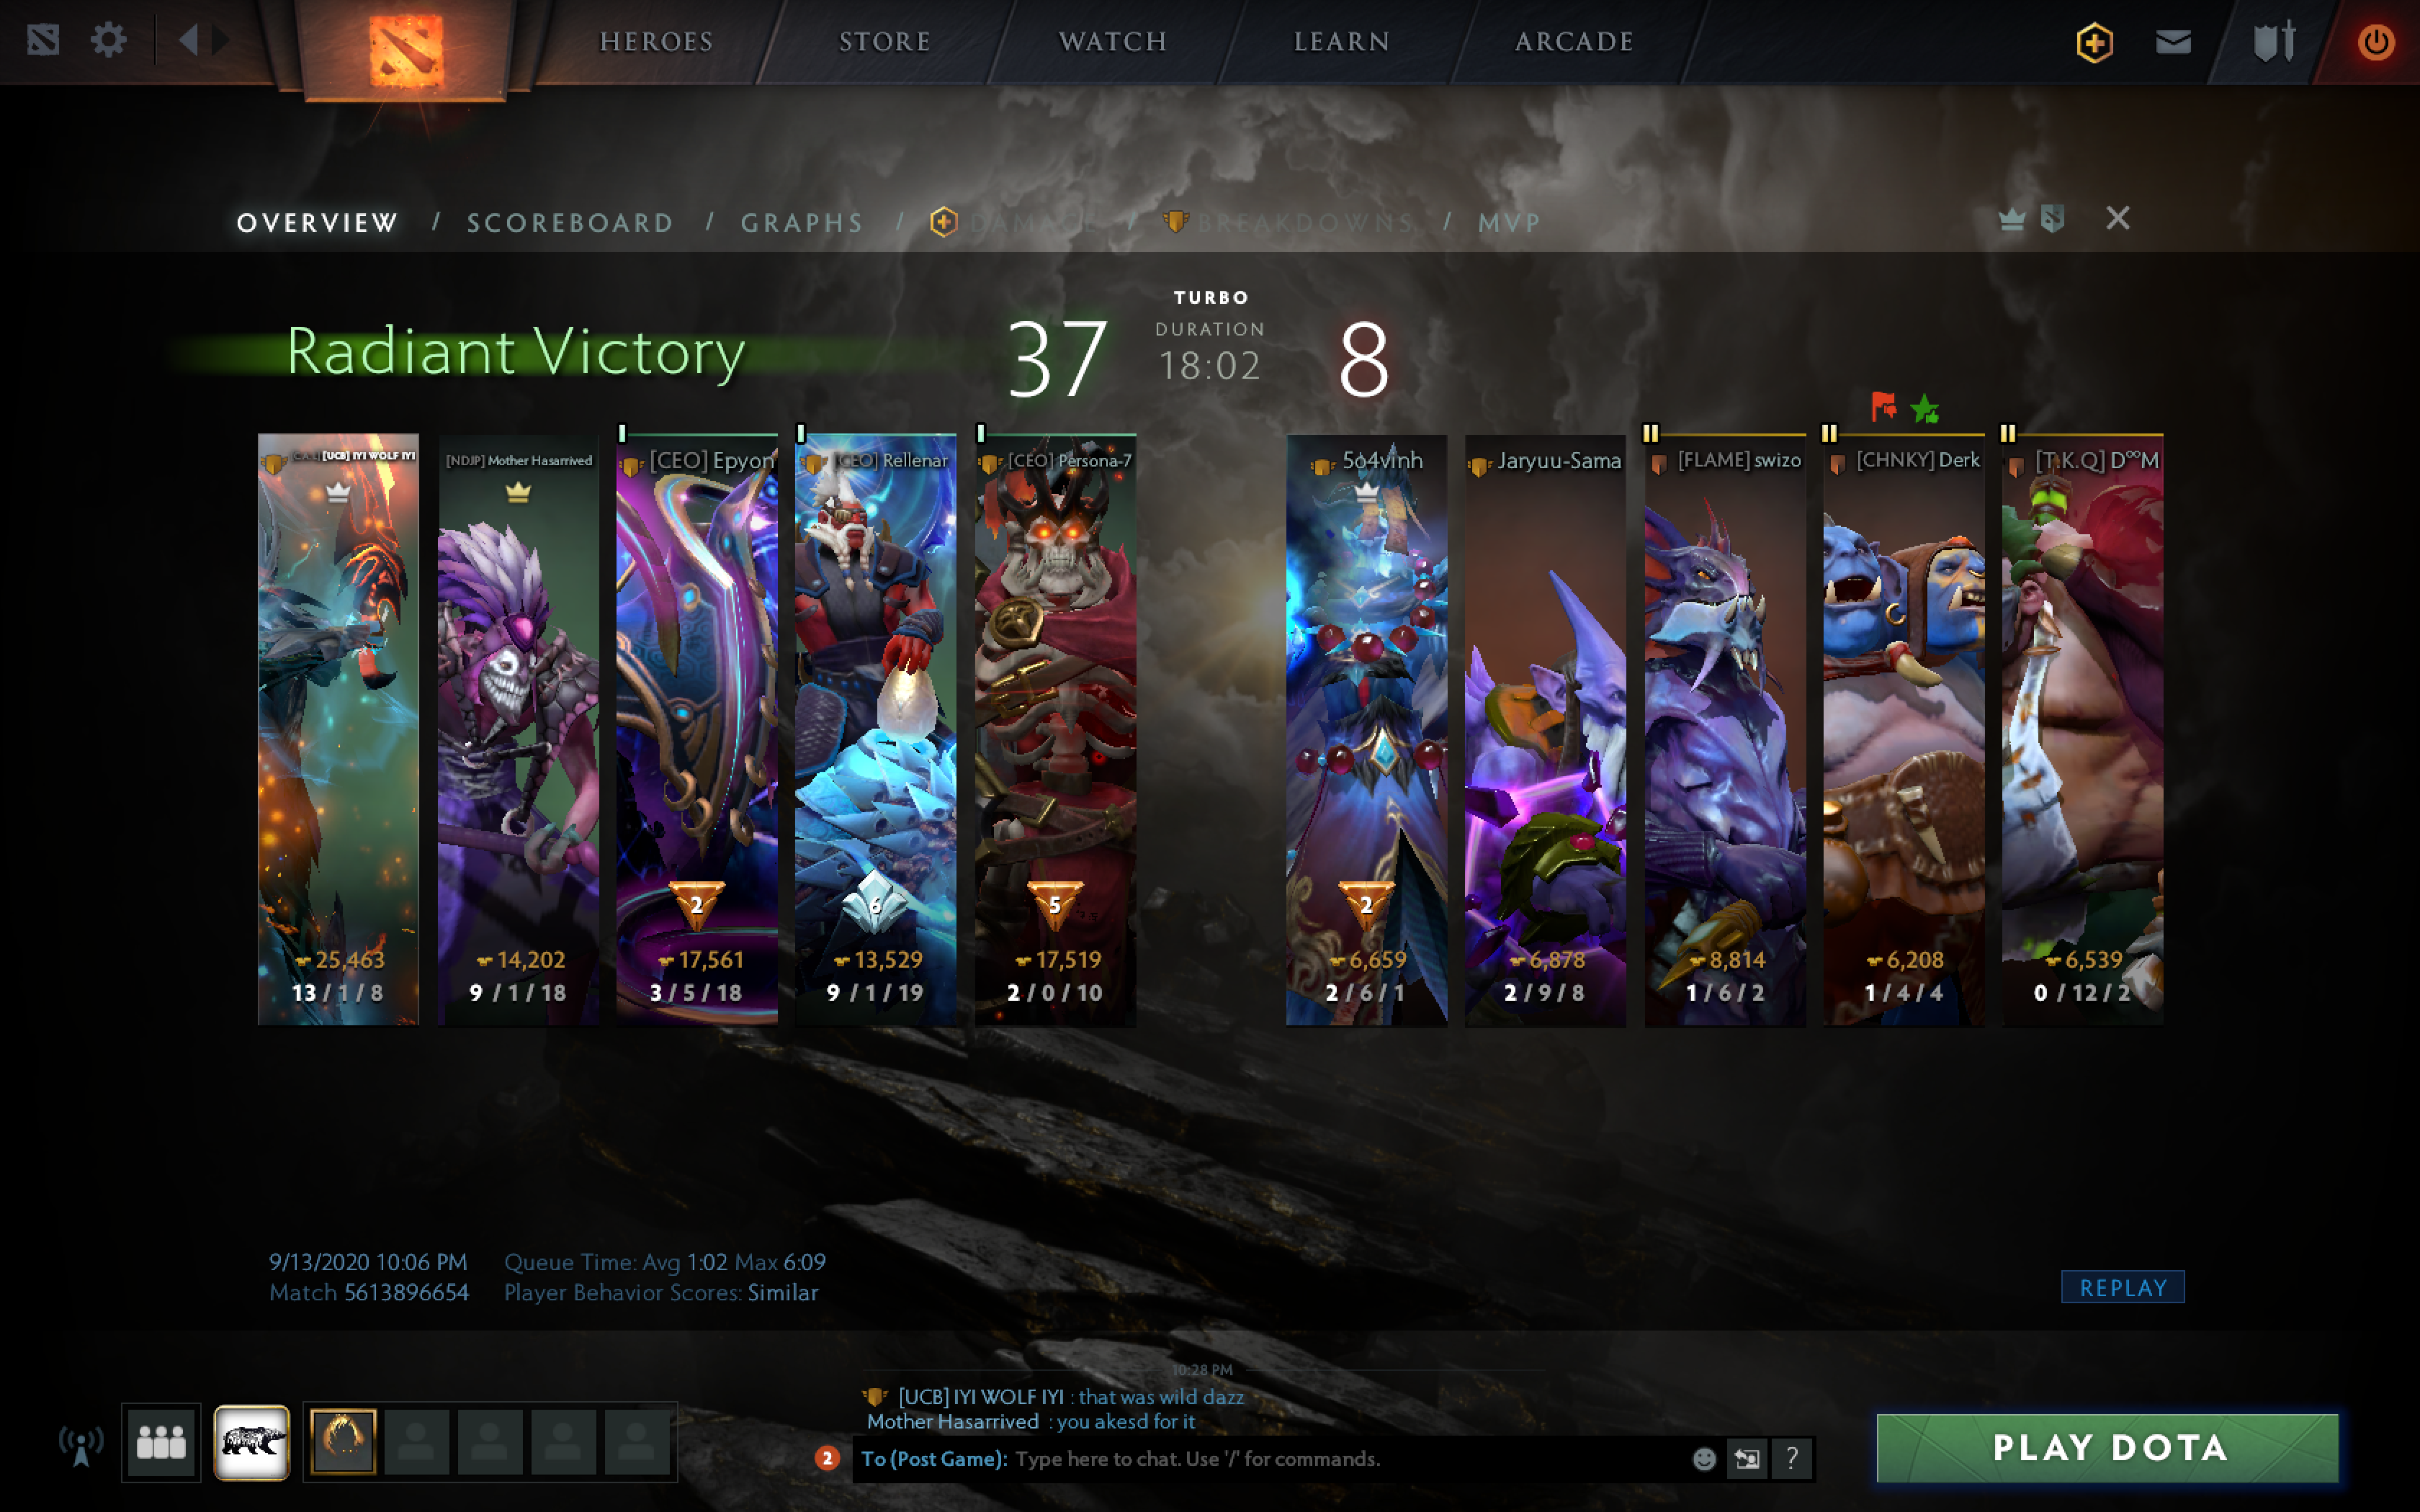 HEROES
STORE
WATCH
LEARN
ARCADE
OVERVIEW / SCOREBOARD / GRAPHS / DAMAGE / BREAKDOWNS / MVP
TURBO
Radiant Victory
37
DURATION
18:02
8
[UCB] IYI WOLF IYI
[NDJP] Mother Hasarrived
[CEO] Epyon
[CEO] Rellenar
[CEO] Persona-7
5ò4vinh
Jaryuu-Sama
[FLAME] swizo
[CHNKY] Derk
[T.K.Q] D°°M
2
6
5
2
25,463
14,202
17,561
13,529
17,519
6,659
6,878
8,814
6,208
6,539
13 / 1 / 8
9 / 1 / 18
3 / 5 / 18
9 / 1 / 19
2 / 0 / 10
2 / 6 / 1
2 / 9 / 8
1 / 6 / 2
1 / 4 / 4
0 / 12 / 2
9/13/2020 10:06 PM
Queue Time: Avg 1:02 Max 6:09
Match 5613896654
Player Behavior Scores: Similar
REPLAY
10:28 PM
[UCB] IYI WOLF IYI : that was wild dazz
Mother Hasarrived : you akesd for it
2
To (Post Game): Type here to chat. Use '/' for commands.
?
PLAY DOTA